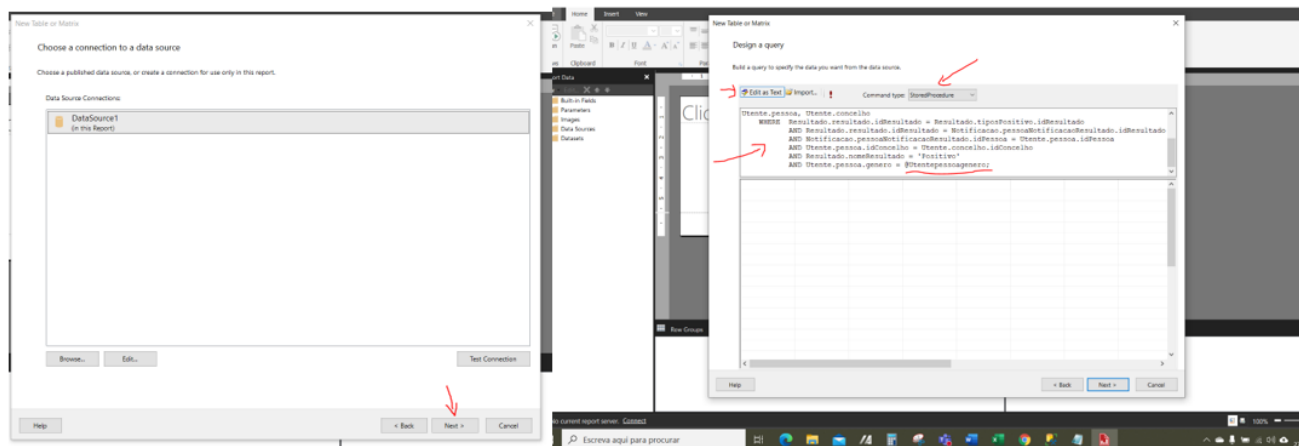 New Table or Matrix
Choose a connection to a data source
Choose a published data source, or create a connection for use only in this report.
Data Source Connections:
DataSource1
(in this Report)
Browse...
Edit...
Test Connection
Help
< Back
Next >
Cancel
Home
Insert
View
Paste
Clipboard
Font
Built-in Fields
Parameters
Images
Data Sources
Datasets
Row Groups
New Table or Matrix
Design a query
Build a query to specify the data you want from the data source.
Edit as Text
Import...
Command type:
StoredProcedure
Utente.pessoa, Utente.concelho
WHERE Resultado.resultado.idResultado = Resultado.tiposPositivo.idResultado
AND Resultado.resultado.idResultado = Notificacao.pessoaNotificacaoResultado.idResultado
AND Notificacao.pessoaNotificacaoResultado.idPessoa = Utente.pessoa.idPessoa
AND Utente.pessoa.idConcelho = Utente.concelho.idConcelho
AND Resultado.nomeResultado = 'Positivo'
AND Utente.pessoa.genero = @Utentepessoagenero;
Help
< Back
Next >
Cancel
current report server. Connect
100%
Escreva aqui para procurar